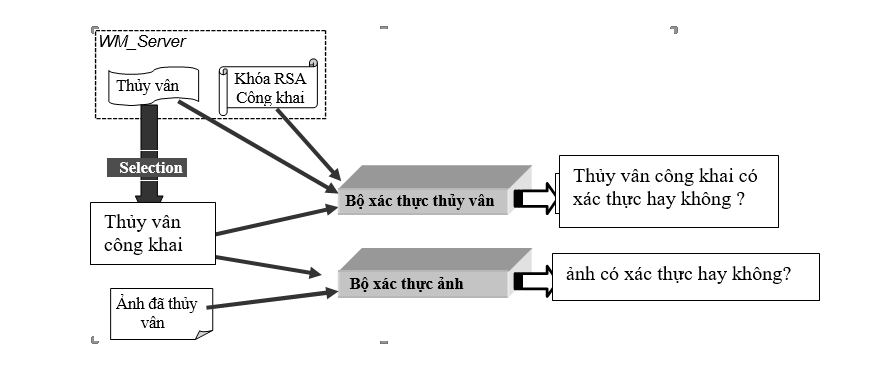 WM_Server
Thủy vân
Khóa RSA
Công khai
Selection
Thủy vân
công khai
Ảnh đã thủy
vân
Bộ xác thực thủy vân
Bộ xác thực ảnh
Thủy vân công khai có
xác thực hay không ?
ảnh có xác thực hay không?